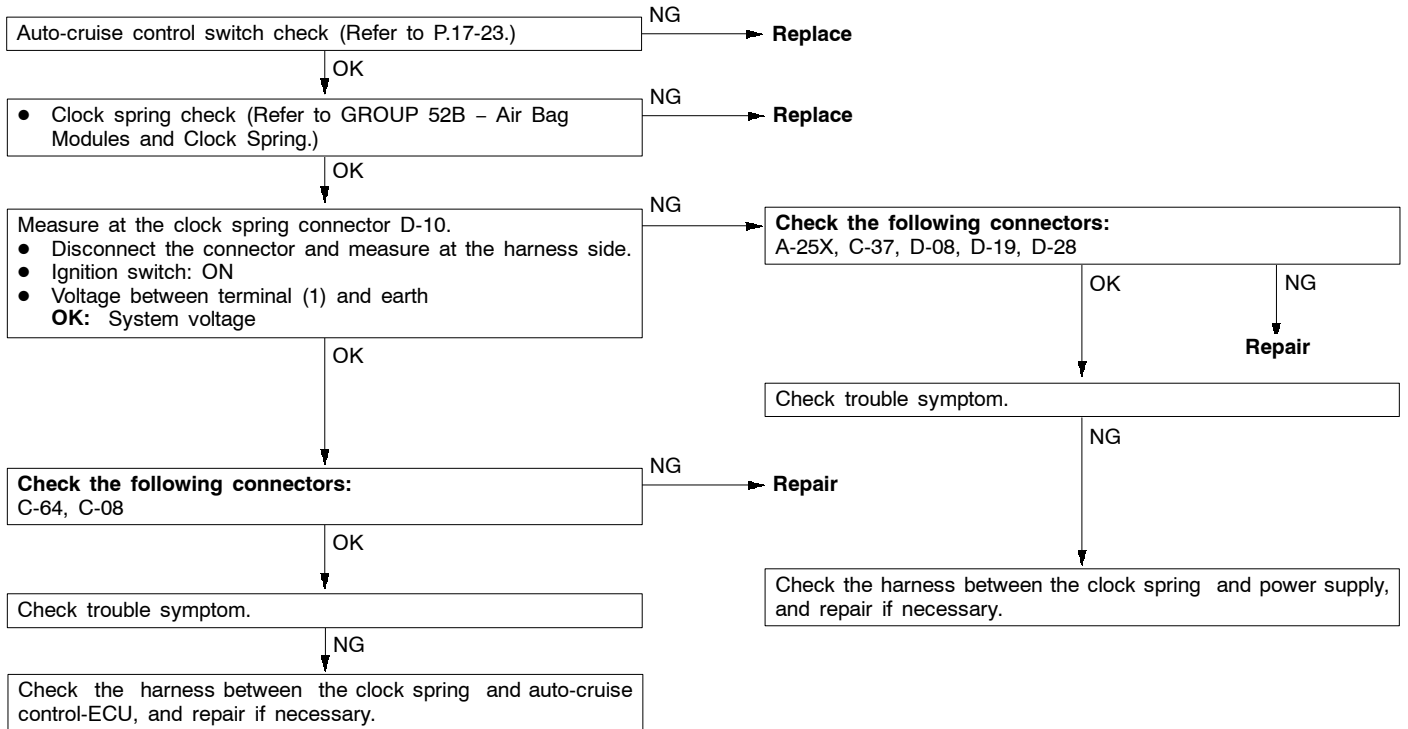 Auto-cruise control switch check (Refer to P.17-23.)
NG
Replace
OK
● Clock spring check (Refer to GROUP 52B – Air Bag
Modules and Clock Spring.)
NG
Replace
OK
Measure at the clock spring connector D-10.
● Disconnect the connector and measure at the harness side.
● Ignition switch: ON
● Voltage between terminal (1) and earth
OK: System voltage
NG
Check the following connectors:
A-25X, C-37, D-08, D-19, D-28
OK
NG
Repair
Check trouble symptom.
NG
Check the harness between the clock spring and power supply,
and repair if necessary.
OK
Check the following connectors:
C-64, C-08
NG
Repair
OK
Check trouble symptom.
NG
Check the harness between the clock spring and auto-cruise
control-ECU, and repair if necessary.